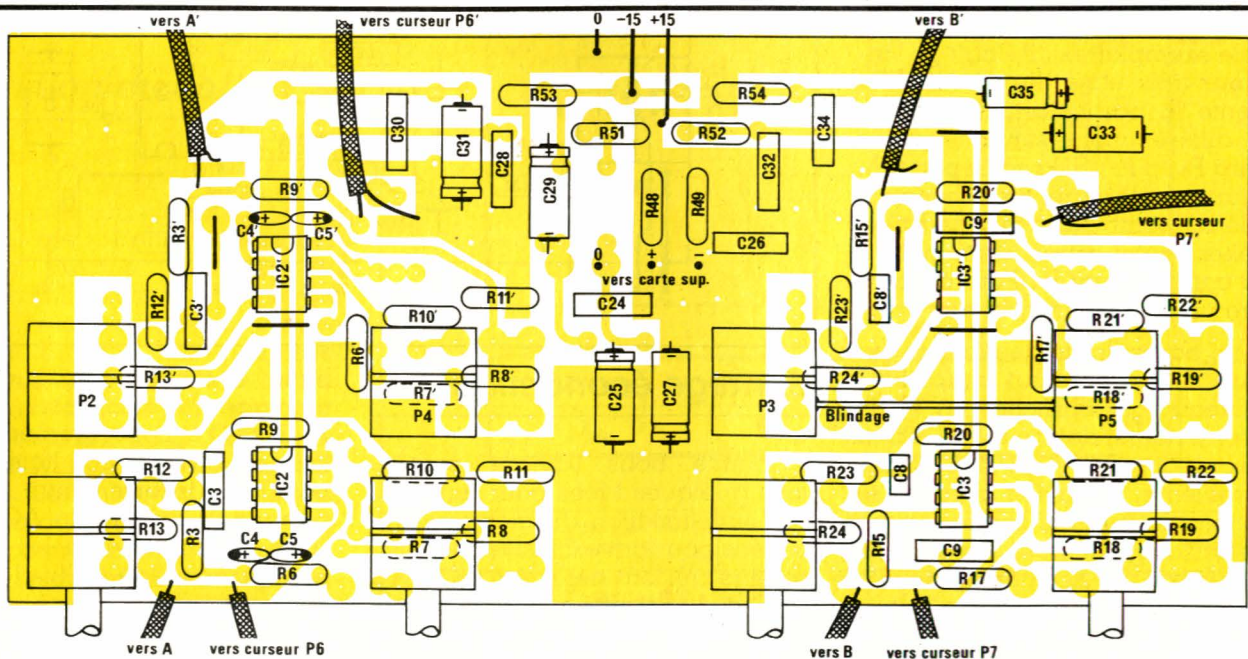 vers A'
vers curseur P6'
0 –15 +15
vers B'
R53
R54
C35
C30
C31
C28
R51
R52
C34
C33
C32
C29
R9'
R20'
C4'
C5'
R3'
R48
R49
R15'
C9'
vers curseur
P7'
C26
IC2'
IC3'
0 + –
vers carte sup.
R12'
C3'
R11'
C24
R23'
C8'
R22'
R10'
R21'
R6'
R17'
R13'
R8'
R24'
R19'
P2
R7'
P4
C25
C27
P3
Blindage
R18'
P5
R9
R20
R12
C3
IC2
R10
R11
R23
C8
IC3
R21
R22
R13
R3
R8
R24
R15
R19
C4
C5
R7
C9
R18
R6
R17
vers A
vers curseur P6
vers B
vers curseur P7